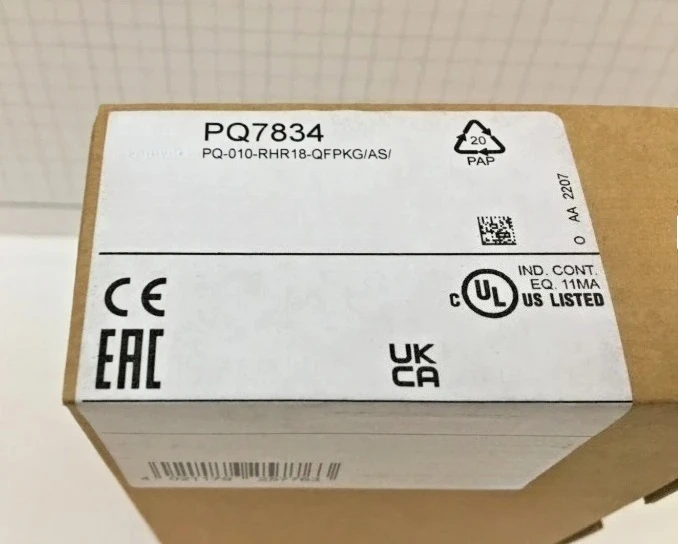 PQ7834
PQ-010-RHR18-QFPKG/AS/
20
PAP
O AA 2207
CE
IND. CONT.
EQ. 11MA
C UL US LISTED
EAC
UK
CA